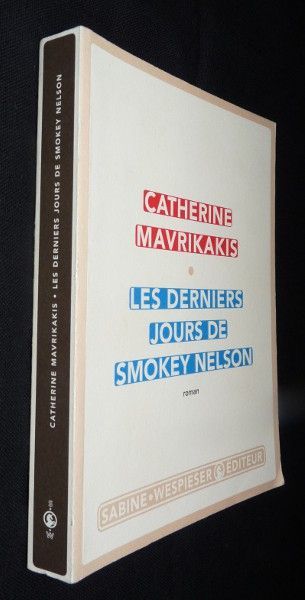 CATHERINE MAVRIKAKIS • LES DERNIERS JOURS DE SMOKEY NELSON
CATHERINE
MAVRIKAKIS
•
LES DERNIERS
JOURS DE
SMOKEY NELSON
roman
SABINE • WESPIESER ÉDITEUR